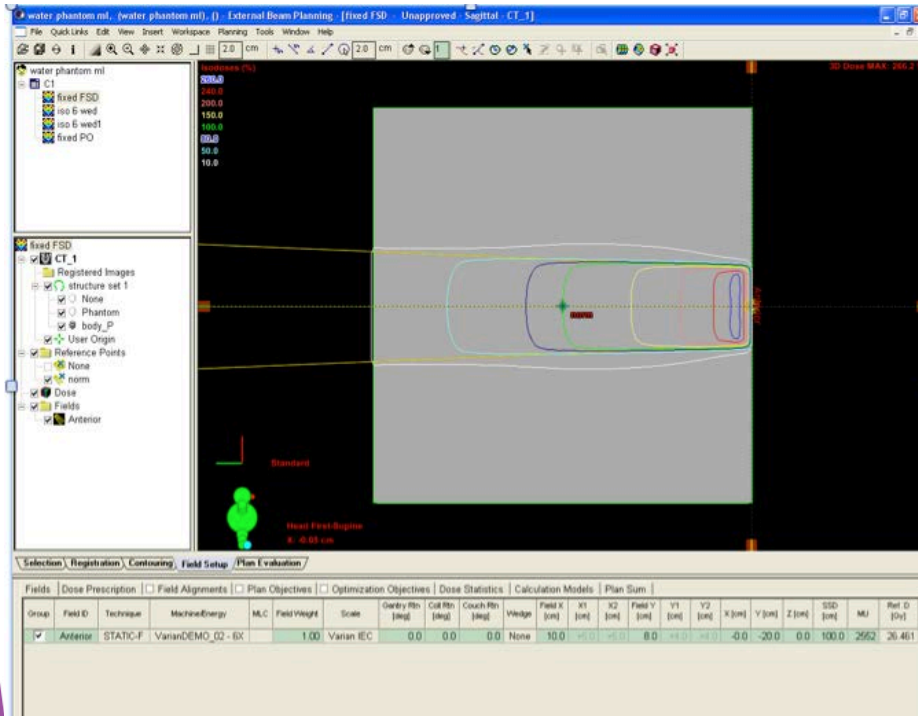 water phantom ml, (water phantom ml), () - External Beam Planning - [fixed FSD - Unapproved - Sagittal - CT_1]
File Quick Links Edit View Insert Workspace Planning Tools Window Help
2.0 cm 2.0 cm 1
water phantom ml
C1
fixed FSD
iso 6 wed
iso 6 wed1
fixed PO
fixed FSD
CT_1
Registered Images
structure set 1
None
Phantom
body_P
User Origin
Reference Points
None
norm
Dose
Fields
Anterior
Isodoses (%)
260.0
240.0
200.0
150.0
100.0
80.0
50.0
10.0
3D Dose MAX: 266.2
norm
Standard
Head First-Supine
X: -0.03 cm
Selection Registration Contouring Field Setup Plan Evaluation
Fields Dose Prescription Field Alignments Plan Objectives Optimization Objectives Dose Statistics Calculation Models Plan Sum
Group Field ID Technique Machine/Energy MLC Field Weight Scale Gantry Rtn [deg] Coll Rtn [deg] Couch Rtn [deg] Wedge Field X [cm] X1 [cm] X2 [cm] Field Y [cm] Y1 [cm] Y2 [cm] X [cm] Y [cm] Z [cm] SSD [cm] MU Ref. D [Gy]
Anterior STATIC-F VarianDEMO_02 - 6X 1.00 Varian IEC 0.0 0.0 0.0 None 10.0 +5.0 +5.0 8.0 +4.0 +4.0 -0.0 -20.0 0.0 100.0 2552 26.461